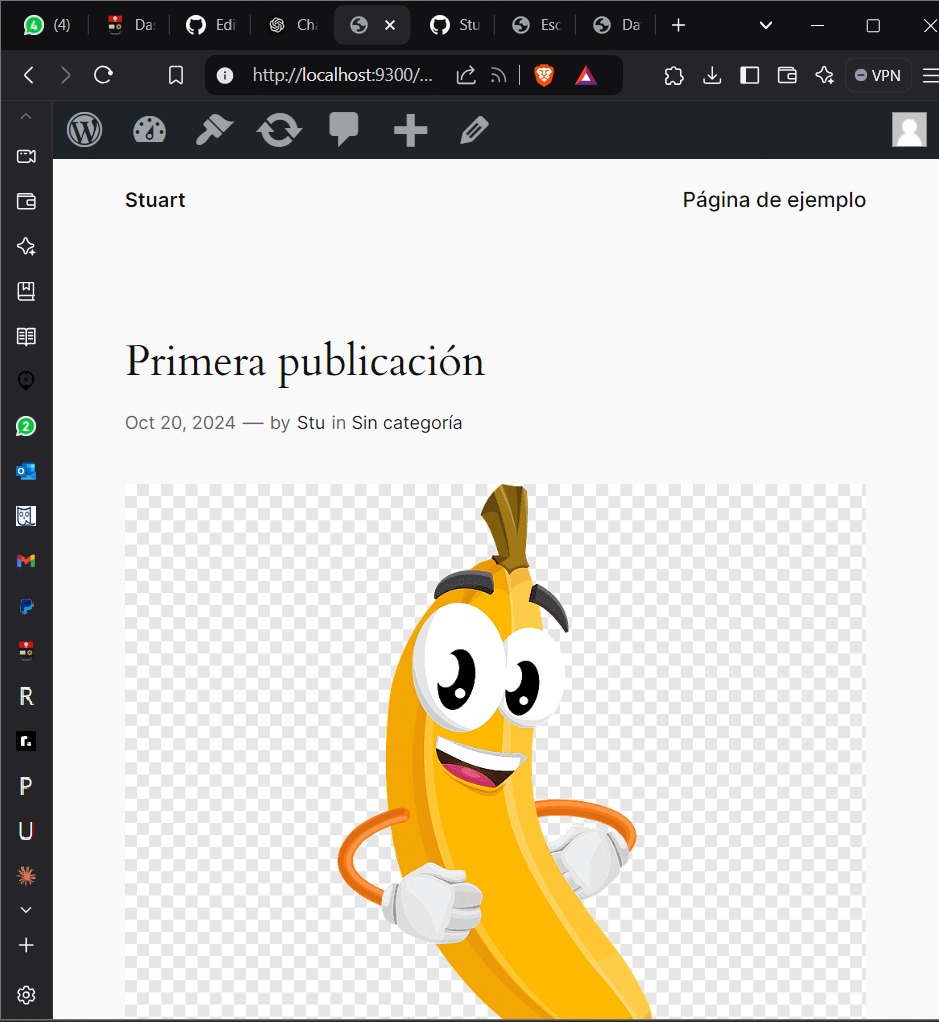 (4) Da Edi Cha Stu Esc Da
http://localhost:9300/... VPN
Stuart Página de ejemplo
Primera publicación
Oct 20, 2024 — by Stu in Sin categoría
2
R
P
U